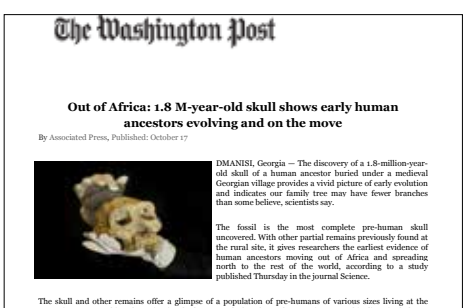 The Washington Post
Out of Africa: 1.8 M-year-old skull shows early human
ancestors evolving and on the move
By Associated Press, Published: October 17
DMANISI, Georgia — The discovery of a 1.8-million-year-
old skull of a human ancestor buried under a medieval
Georgian village provides a vivid picture of early evolution
and indicates our family tree may have fewer branches
than some believe, scientists say.
The fossil is the most complete pre-human skull
uncovered. With other partial remains previously found at
the rural site, it gives researchers the earliest evidence of
human ancestors moving out of Africa and spreading
north to the rest of the world, according to a study
published Thursday in the journal Science.
The skull and other remains offer a glimpse of a population of pre-humans of various sizes living at the